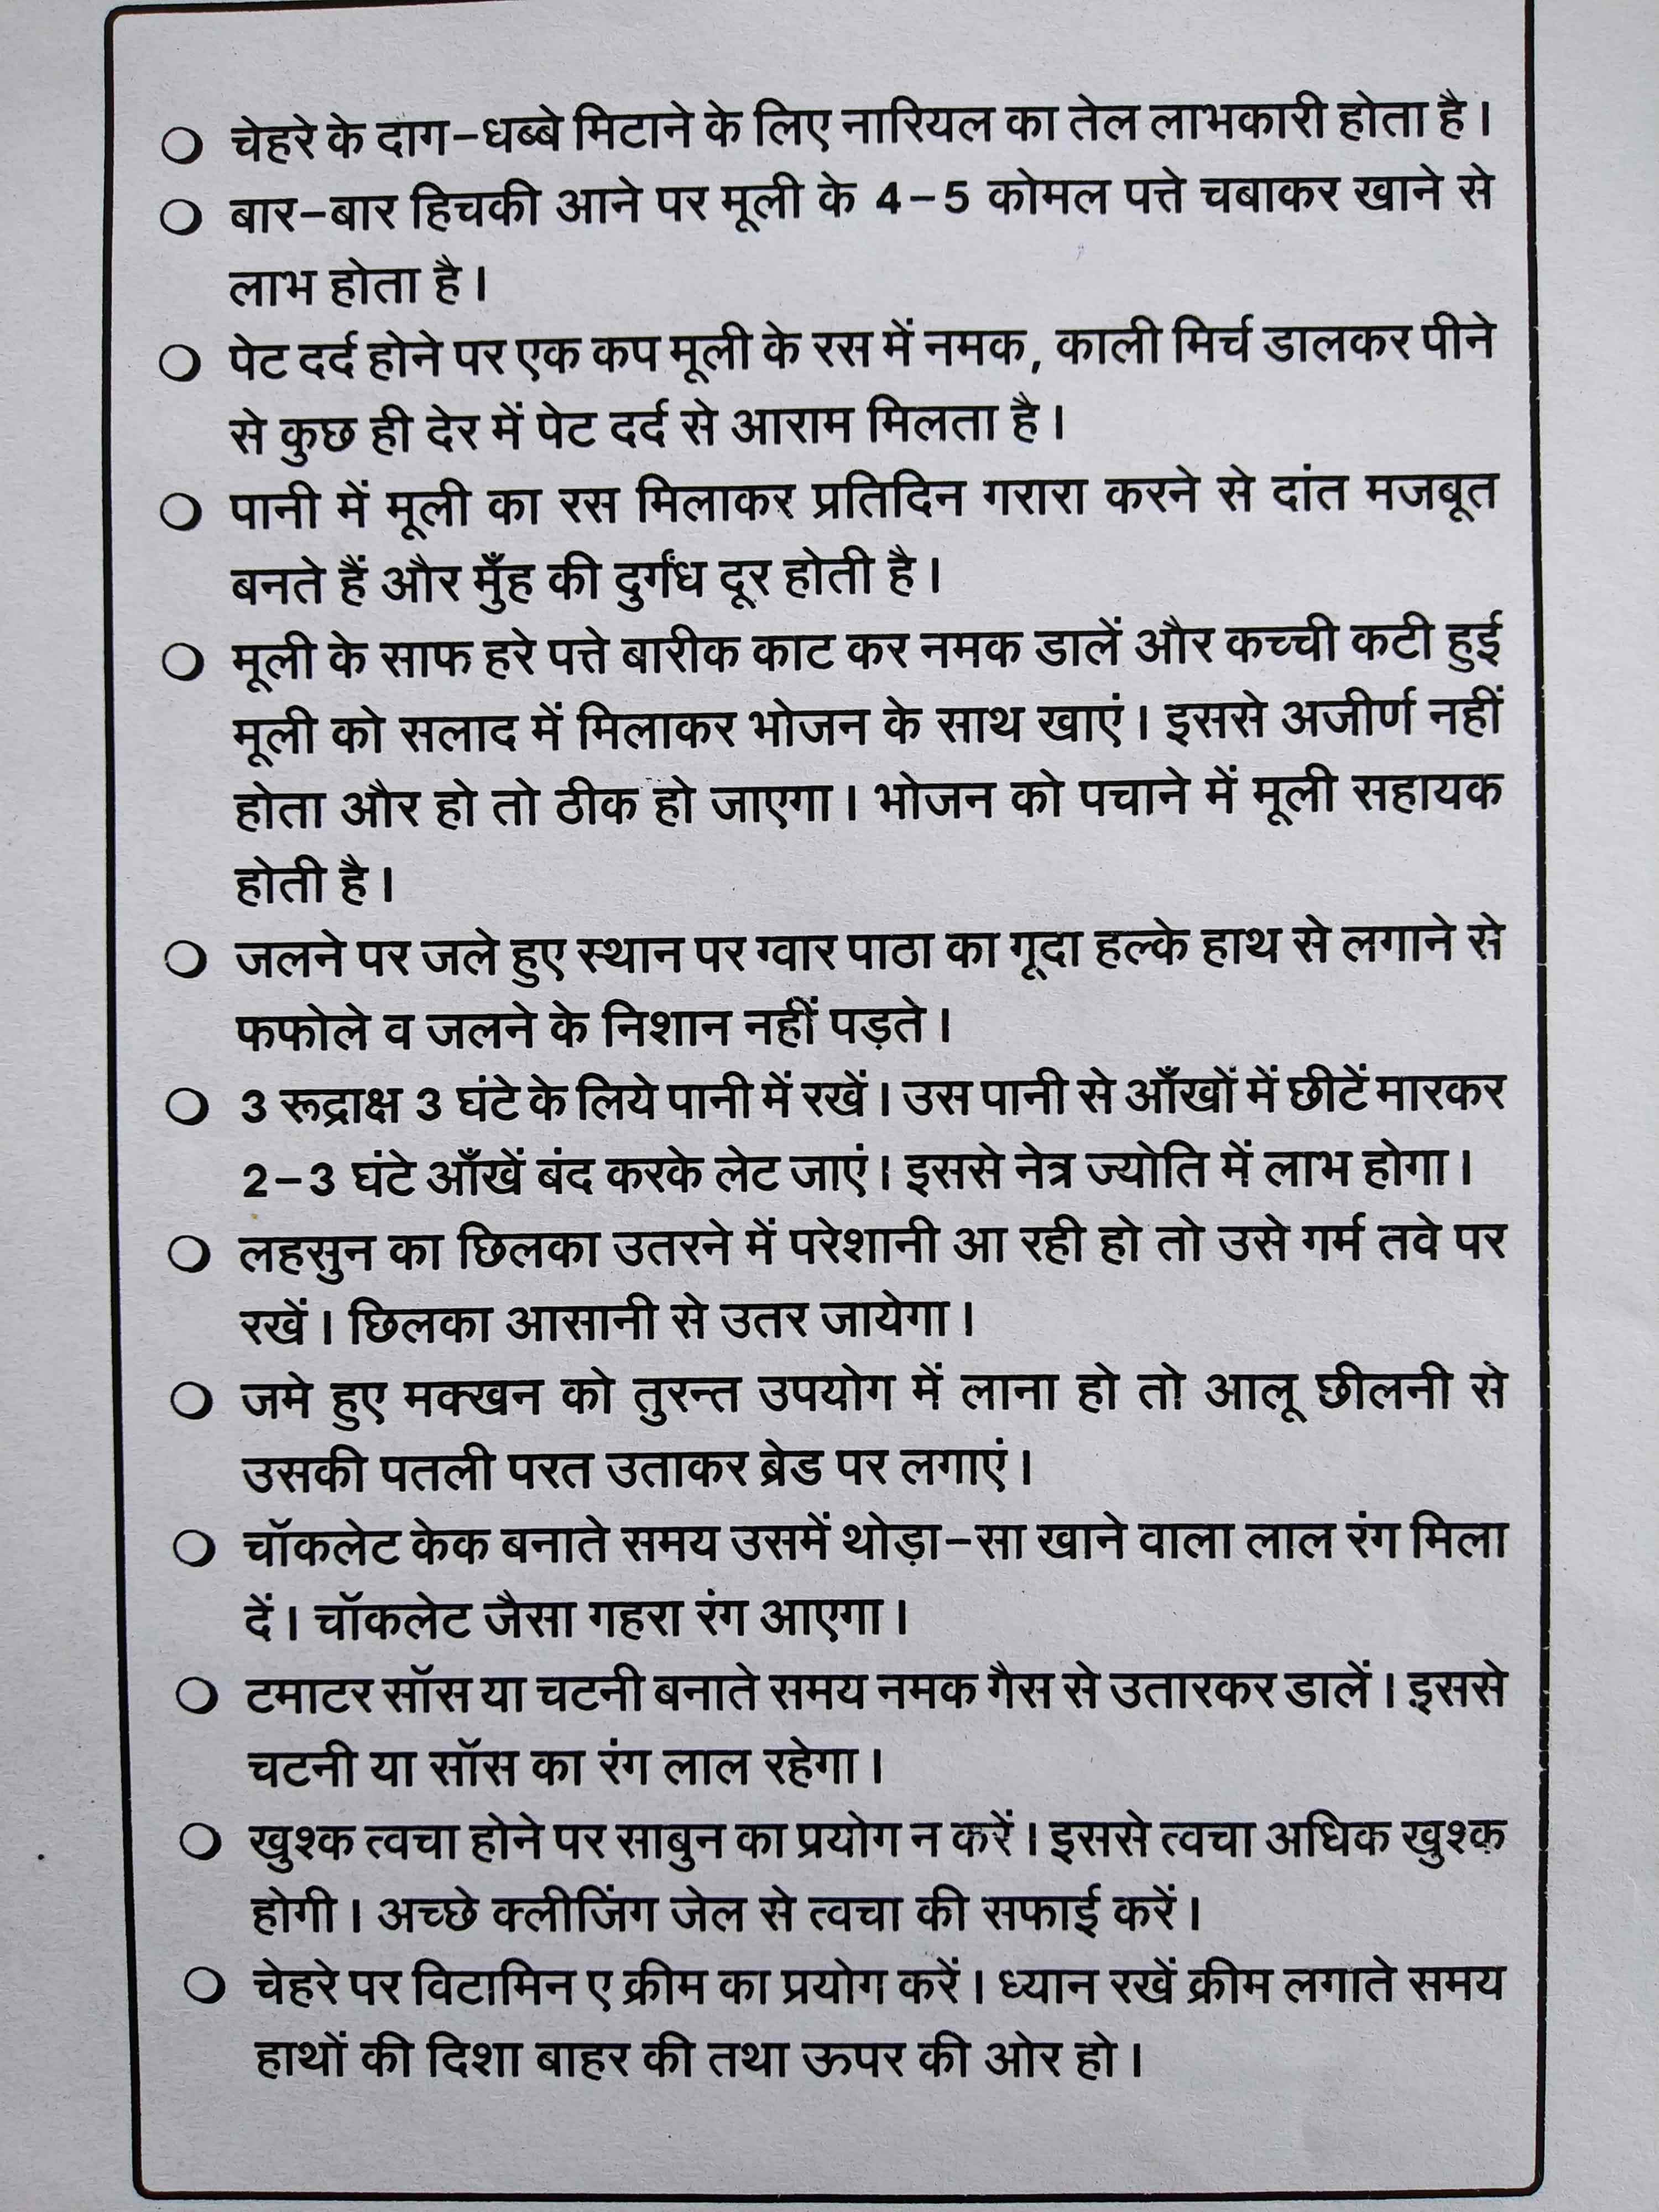 ○ चेहरे के दाग-धब्बे मिटाने के लिए नारियल का तेल लाभकारी होता है।
○ बार-बार हिचकी आने पर मूली के 4-5 कोमल पत्ते चबाकर खाने से
लाभ होता है।
○ पेट दर्द होने पर एक कप मूली के रस में नमक, काली मिर्च डालकर पीने
से कुछ ही देर में पेट दर्द से आराम मिलता है।
○ पानी में मूली का रस मिलाकर प्रतिदिन गरारा करने से दांत मजबूत
बनते हैं और मुँह की दुर्गंध दूर होती है।
○ मूली के साफ हरे पत्ते बारीक काट कर नमक डालें और कच्ची कटी हुई
मूली को सलाद में मिलाकर भोजन के साथ खाएं। इससे अजीर्ण नहीं
होता और हो तो ठीक हो जाएगा। भोजन को पचाने में मूली सहायक
होती है।
○ जलने पर जले हुए स्थान पर ग्वार पाठा का गूदा हल्के हाथ से लगाने से
फफोले व जलने के निशान नहीं पड़ते।
○ 3 रूद्राक्ष 3 घंटे के लिये पानी में रखें। उस पानी से आँखों में छीटें मारकर
2-3 घंटे आँखें बंद करके लेट जाएं। इससे नेत्र ज्योति में लाभ होगा।
○ लहसुन का छिलका उतरने में परेशानी आ रही हो तो उसे गर्म तवे पर
रखें। छिलका आसानी से उतर जायेगा।
○ जमे हुए मक्खन को तुरन्त उपयोग में लाना हो तो आलू छीलनी से
उसकी पतली परत उताकर ब्रेड पर लगाएं।
○ चॉकलेट केक बनाते समय उसमें थोड़ा-सा खाने वाला लाल रंग मिला
दें। चॉकलेट जैसा गहरा रंग आएगा।
○ टमाटर सॉस या चटनी बनाते समय नमक गैस से उतारकर डालें। इससे
चटनी या सॉस का रंग लाल रहेगा।
○ खुश्क त्वचा होने पर साबुन का प्रयोग न करें। इससे त्वचा अधिक खुश्क
होगी। अच्छे क्लीजिंग जेल से त्वचा की सफाई करें।
○ चेहरे पर विटामिन ए क्रीम का प्रयोग करें। ध्यान रखें क्रीम लगाते समय
हाथों की दिशा बाहर की तथा ऊपर की ओर हो।